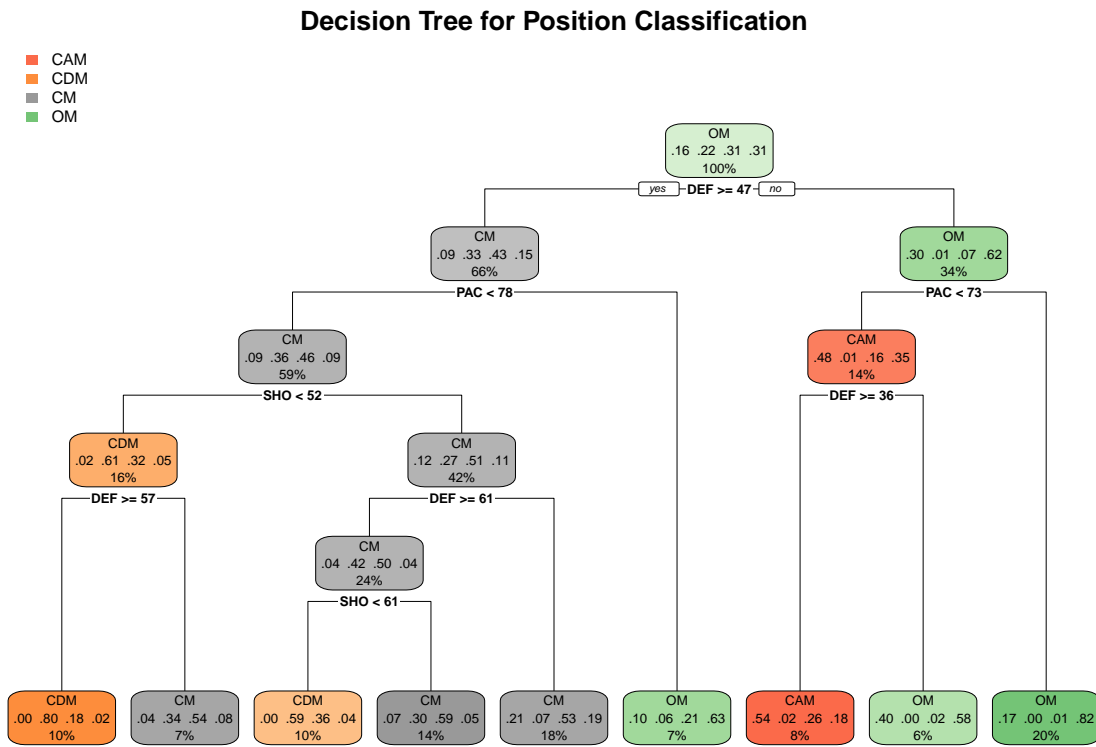 Decision Tree for Position Classification
CAM
CDM
CM
OM
OM
.16 .22 .31 .31
100%
yes DEF >= 47 no
CM
.09 .33 .43 .15
66%
OM
.30 .01 .07 .62
34%
PAC < 78
PAC < 73
CM
.09 .36 .46 .09
59%
CAM
.48 .01 .16 .35
14%
SHO < 52
DEF >= 36
CDM
.02 .61 .32 .05
16%
CM
.12 .27 .51 .11
42%
DEF >= 57
DEF >= 61
CM
.04 .42 .50 .04
24%
SHO < 61
CDM
.00 .80 .18 .02
10%
CM
.04 .34 .54 .08
7%
CDM
.00 .59 .36 .04
10%
CM
.07 .30 .59 .05
14%
CM
.21 .07 .53 .19
18%
OM
.10 .06 .21 .63
7%
CAM
.54 .02 .26 .18
8%
OM
.40 .00 .02 .58
6%
OM
.17 .00 .01 .82
20%